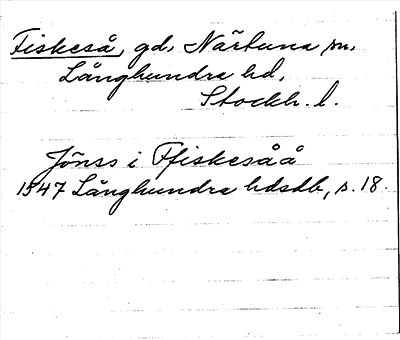 Fiskeså, gd, Närtuna sn,
Långhundra hd,
Stockh. l.
Jönss i Ffiskesåå
1547 Långhundra hdsdb, s. 18.